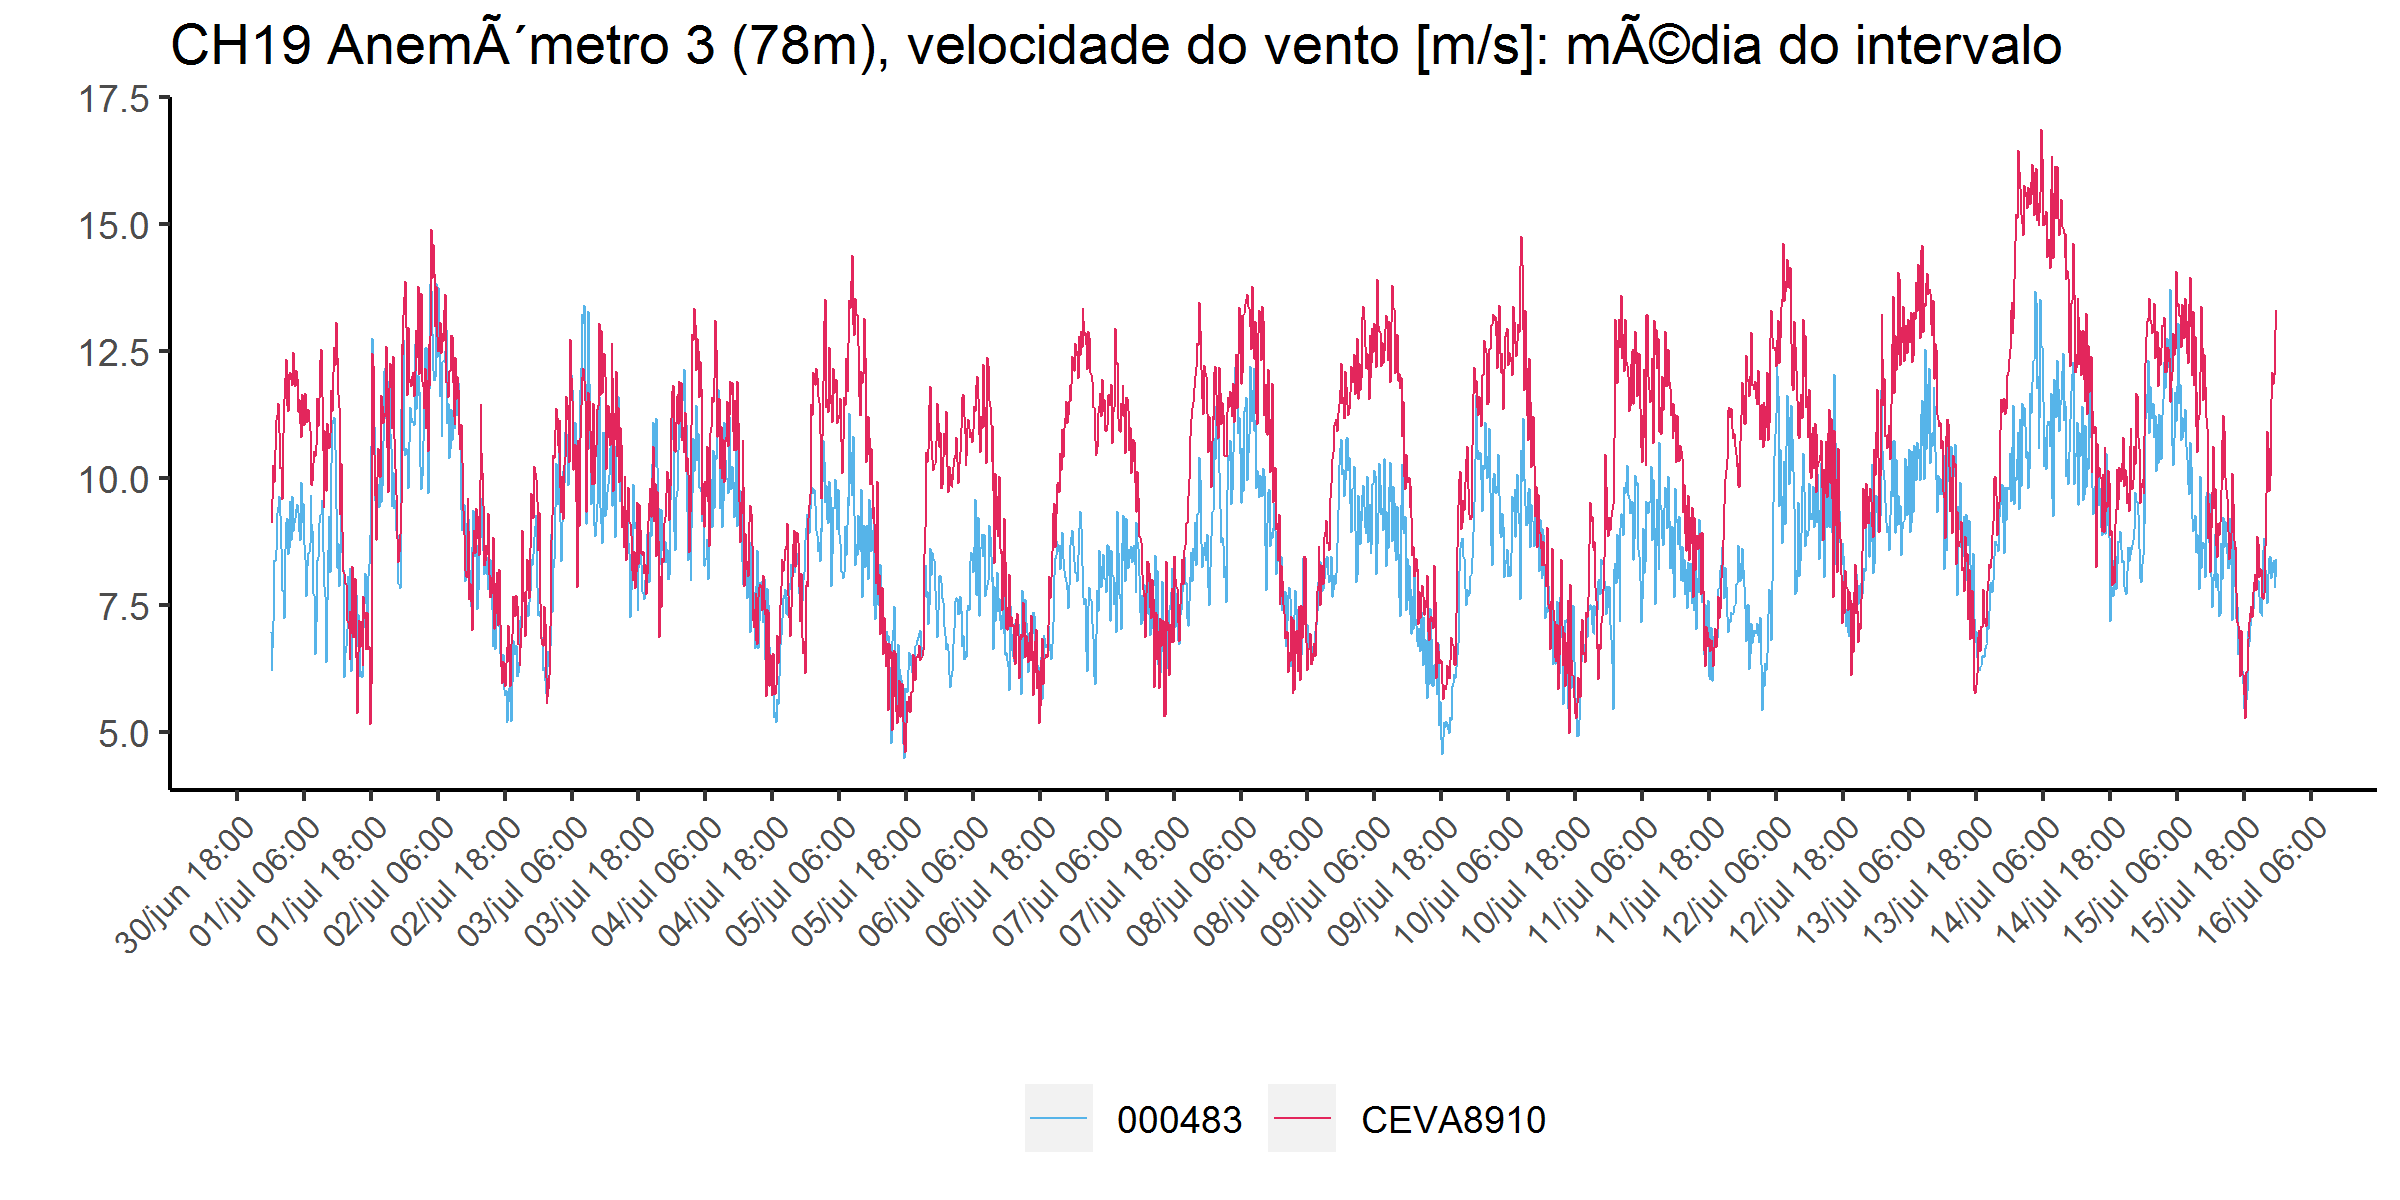 CH19 AnemÃ´metro 3 (78m), velocidade do vento [m/s]: mÃ©dia do intervalo
17.5
15.0
12.5
10.0
7.5
5.0
30/jun 18:00
01/jul 06:00
01/jul 18:00
02/jul 06:00
02/jul 18:00
03/jul 06:00
03/jul 18:00
04/jul 06:00
04/jul 18:00
05/jul 06:00
05/jul 18:00
06/jul 06:00
06/jul 18:00
07/jul 06:00
07/jul 18:00
08/jul 06:00
08/jul 18:00
09/jul 06:00
09/jul 18:00
10/jul 06:00
10/jul 18:00
11/jul 06:00
11/jul 18:00
12/jul 06:00
12/jul 18:00
13/jul 06:00
13/jul 18:00
14/jul 06:00
14/jul 18:00
15/jul 06:00
15/jul 18:00
16/jul 06:00
000483
CEVA8910